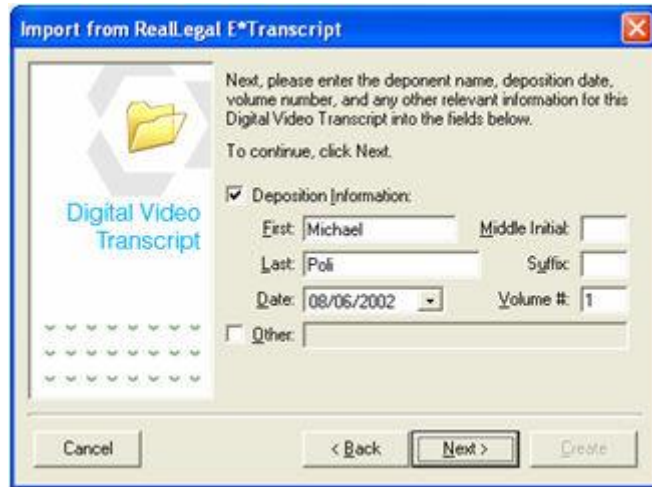 Import from RealLegal E*Transcript
Next, please enter the deponent name, deposition date,
volume number, and any other relevant information for this
Digital Video Transcript into the fields below.
To continue, click Next.
Digital Video
Transcript
Deposition Information:
First: Michael Middle Initial:
Last: Poli Suffix:
Date: 08/06/2002 Volume #: 1
Other:
Cancel < Back Next > Create